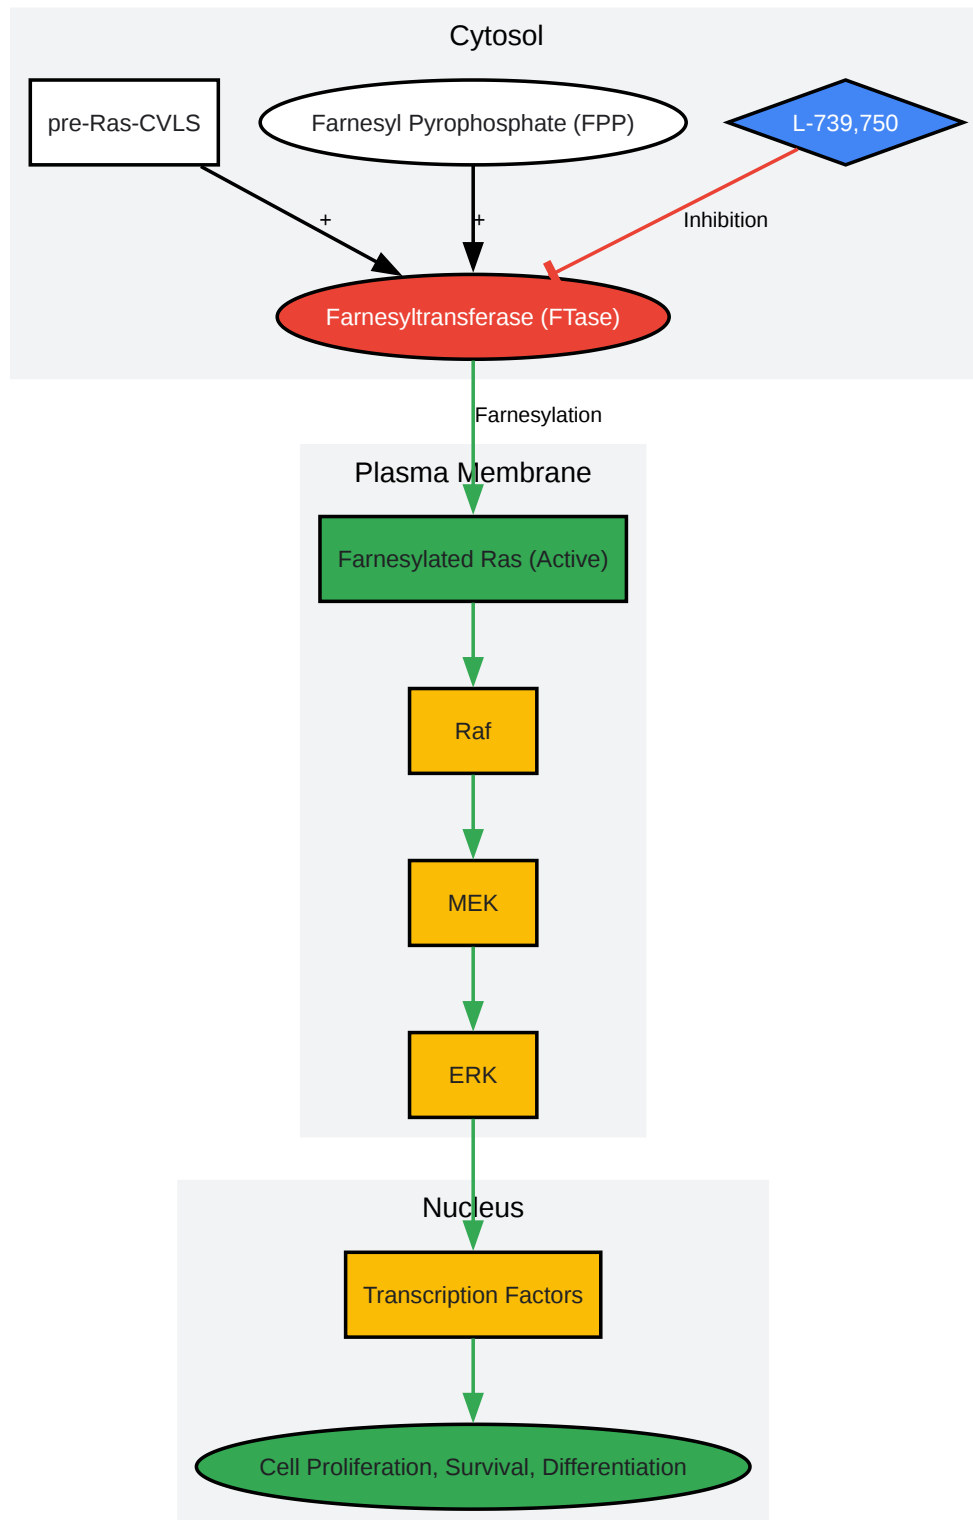 Cytosol
pre-Ras-CVLS
Farnesyl Pyrophosphate (FPP)
L-739,750
+
+
Inhibition
Farnesyltransferase (FTase)
Farnesylation
Plasma Membrane
Farnesylated Ras (Active)
Raf
MEK
ERK
Nucleus
Transcription Factors
Cell Proliferation, Survival, Differentiation